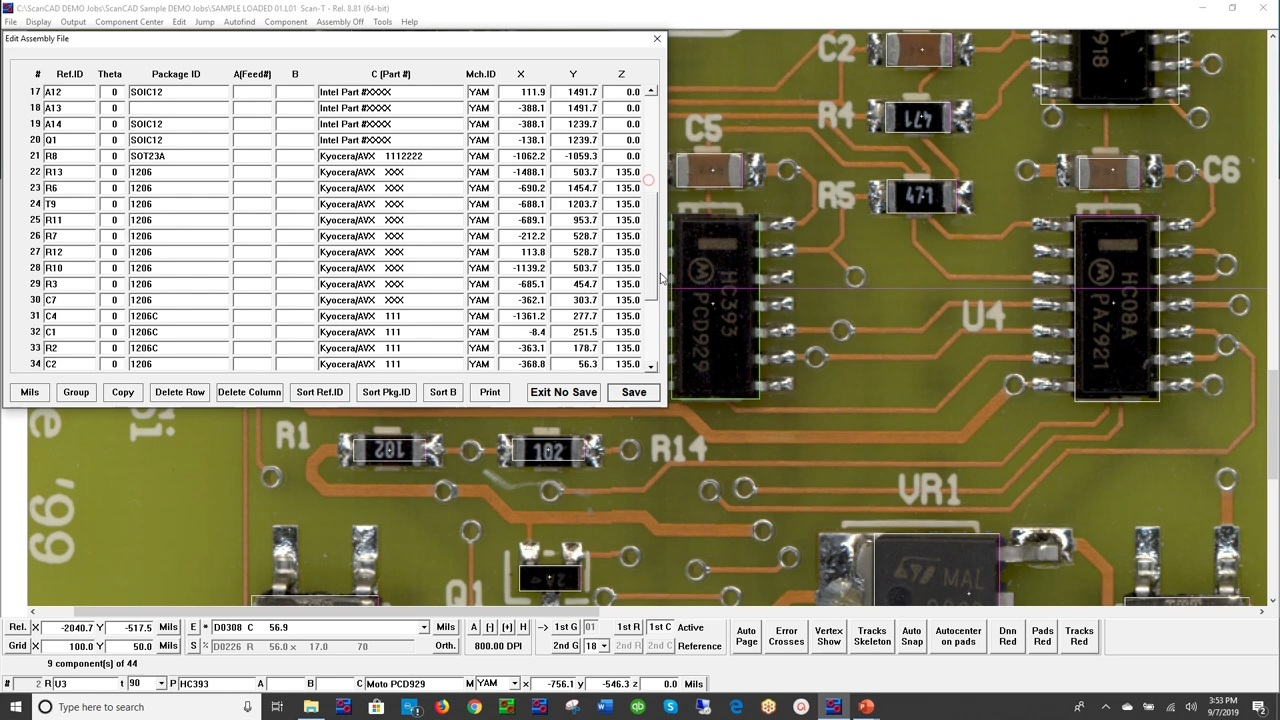 C:\ScanCAD DEMO Jobs\ScanCAD Sample DEMO Jobs\SAMPLE LOADED 01.L01 Scan-T - Rel. 8.81 (64-bit)
File Display Output Component Center Edit Jump Autofind Component Assembly Off Tools Help
Edit Assembly File
# Ref.ID Theta Package ID A(Feed#) B C (Part #) Mch.ID X Y Z
17 A12 0 SOIC12 Intel Part #XXXX YAM 111.9 1491.7 0.0
18 A13 0 Intel Part #XXXX YAM -388.1 1491.7 0.0
19 A14 0 SOIC12 Intel Part #XXXX YAM -388.1 1239.7 0.0
20 Q1 0 SOIC12 Intel Part #XXXX YAM -138.1 1239.7 0.0
21 R8 0 SOT23A Kyocera/AVX 1112222 YAM -1062.2 -1059.3 0.0
22 R13 0 1206 Kyocera/AVX XXX YAM -1488.1 503.7 135.0
23 R6 0 1206 Kyocera/AVX XXX YAM -690.2 1454.7 135.0
24 T9 0 1206 Kyocera/AVX XXX YAM -688.1 1203.7 135.0
25 R11 0 1206 Kyocera/AVX XXX YAM -689.1 953.7 135.0
26 R7 0 1206 Kyocera/AVX XXX YAM -212.2 528.7 135.0
27 R12 0 1206 Kyocera/AVX XXX YAM 113.8 528.7 135.0
28 R10 0 1206 Kyocera/AVX XXX YAM -1139.2 503.7 135.0
29 R3 0 1206 Kyocera/AVX XXX YAM -685.1 454.7 135.0
30 C7 0 1206 Kyocera/AVX XXX YAM -362.1 303.7 135.0
31 C4 0 1206C Kyocera/AVX 111 YAM -1361.2 277.7 135.0
32 C1 0 1206C Kyocera/AVX 111 YAM -8.4 251.5 135.0
33 R2 0 1206C Kyocera/AVX 111 YAM -363.1 178.7 135.0
34 C2 0 1206 Kyocera/AVX 111 YAM -368.8 56.3 135.0
Mils Group Copy Delete Row Delete Column Sort Ref.ID Sort Pkg.ID Sort B Print Exit No Save Save
C2
918
R4 471
C5
C6
R5 471
HC393
PCD929
U4
HC08A
PAZ921
R1 102 102 R14
VR1
'99
MAL
Q1
Rel. X -2040.7 Y -517.5 Mils E * D0308 C 56.9 Mils A [-] [+] H --> 1st G 01 1st R 1st C Active
Grid X 100.0 Y 50.0 Mils S % D0226 R 56.0 x 17.0 70 Orth. 800.00 DPI 2nd G 18 2nd R 2nd C Reference
Auto Page Error Crosses Vertex Show Tracks Skeleton Auto Snap Autocenter on pads Dnn Red Pads Red Tracks Red
9 component(s) of 44
# 2 R U3 t 90 P HC393 A B C Moto PCD929 M YAM X -756.1 y -546.3 0.0 Mils
Type here to search
3:53 PM
9/7/2019